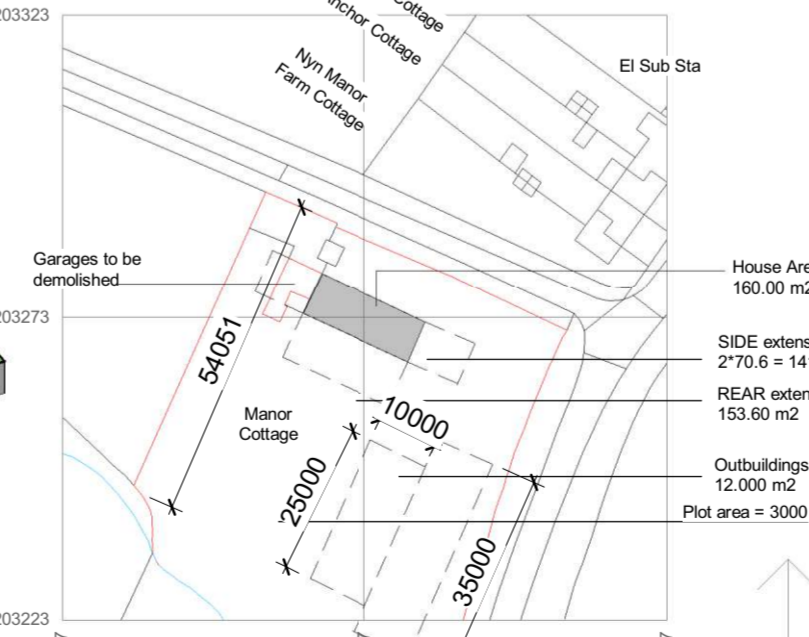 203323
Cottage
Anchor Cottage
Nyn Manor
Farm Cottage
El Sub Sta
Garages to be
demolished
House Are
160.00 m2
203273
SIDE extens
2*70.6 = 14
54051
REAR exten
153.60 m2
10000
Manor
Cottage
25000
Outbuildings
12.000 m2
Plot area = 3000
35000
203223